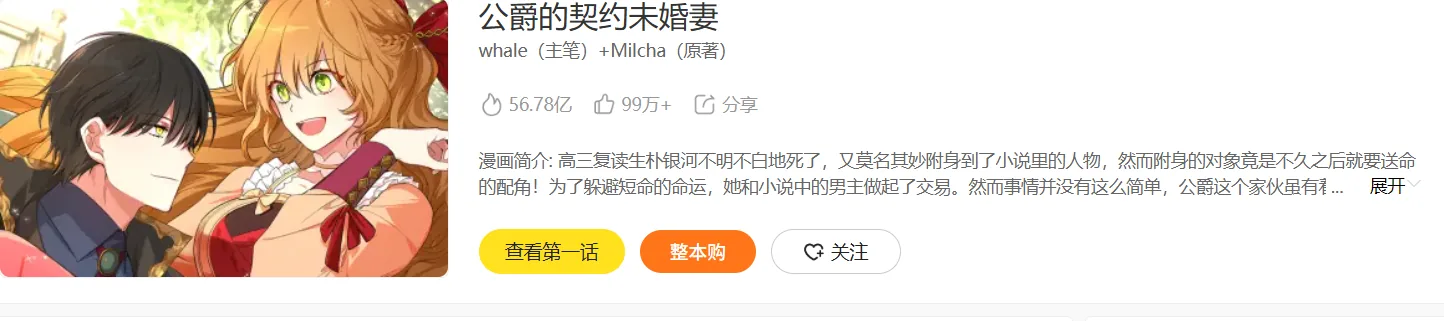 公爵的契约未婚妻
whale（主笔）+Milcha（原著）
56.78亿 99万+ 分享
漫画简介: 高三复读生朴银河不明不白地死了，又莫名其妙附身到了小说里的人物，然而附身的对象竟是不久之后就要送命
的配角！为了躲避短命的命运，她和小说中的男主做起了交易。然而事情并没有这么简单，公爵这个家伙虽有着... 展开
查看第一话 整本购 关注